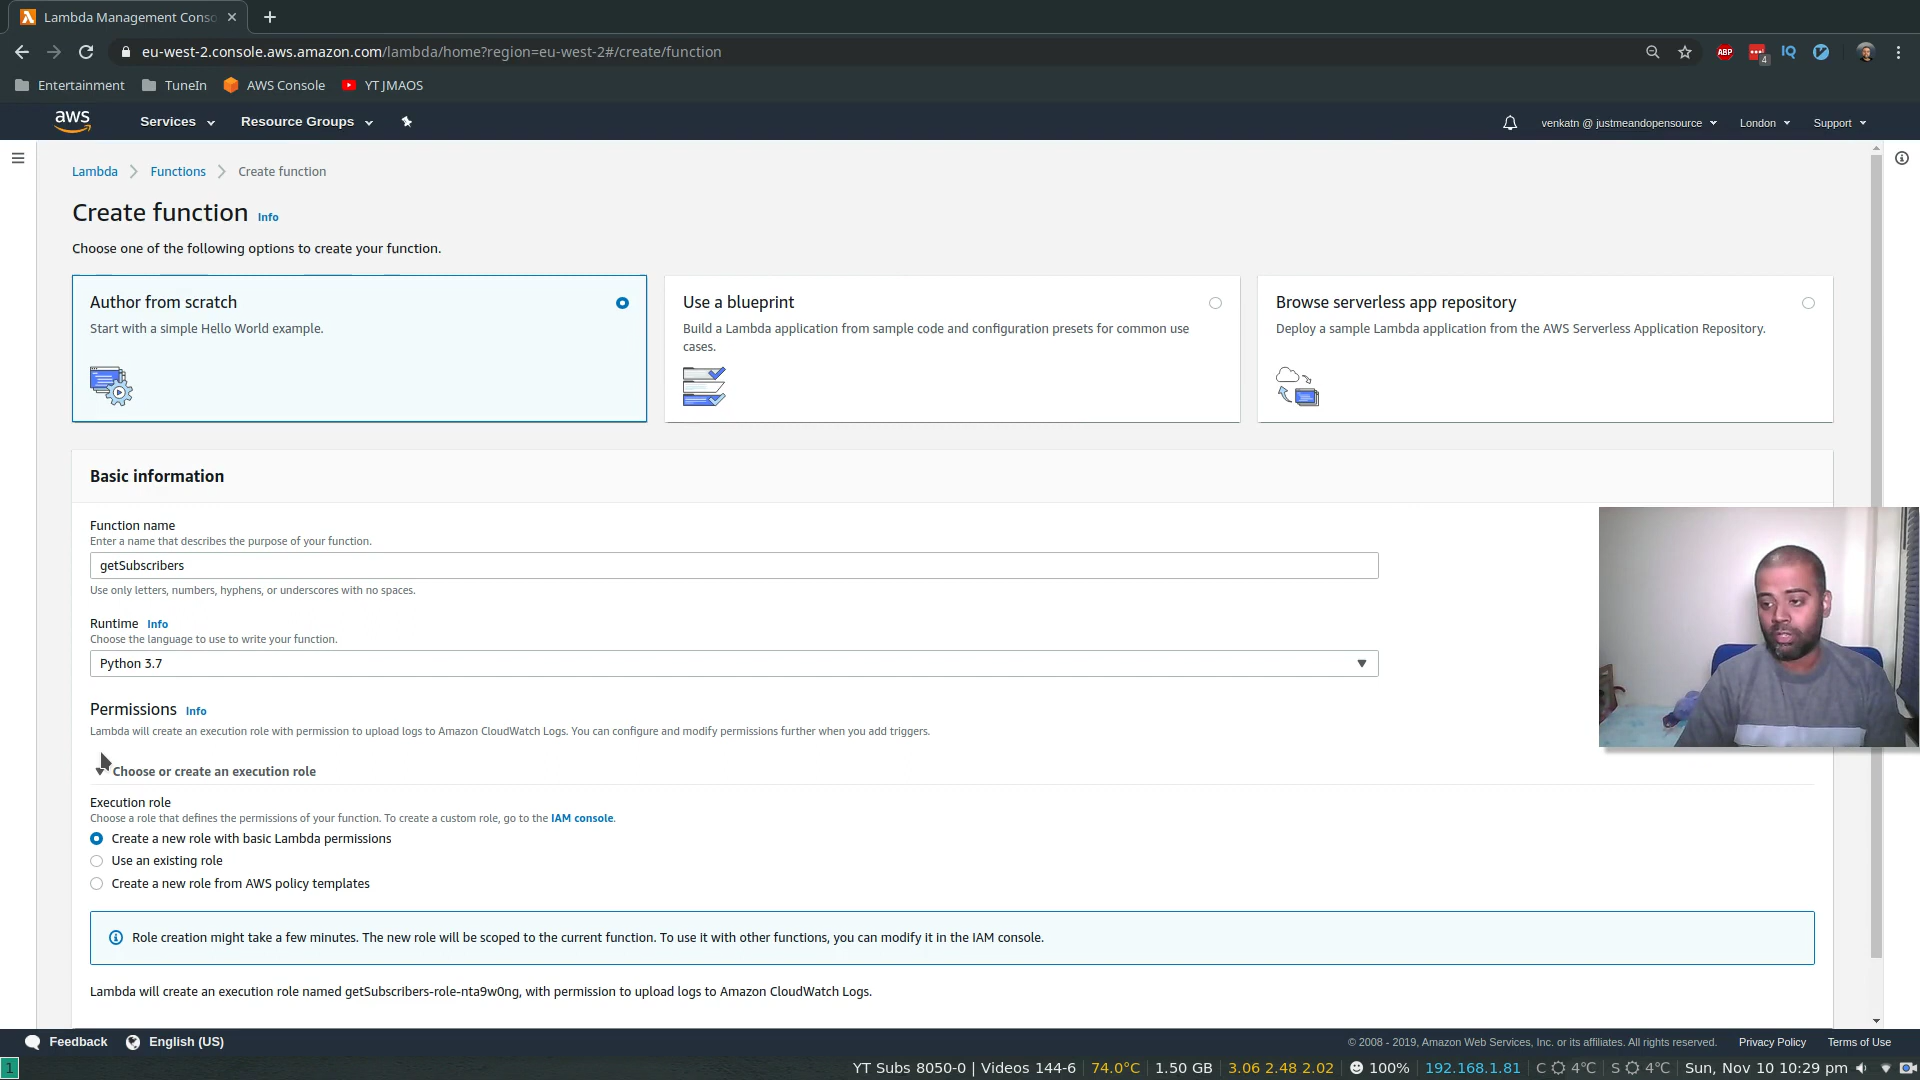 Lambda Management Conso
eu-west-2.console.aws.amazon.com/lambda/home?region=eu-west-2#/create/function
ABP
4
IQ
Entertainment
TuneIn
AWS Console
YT JMAOS
aws
Services
Resource Groups
venkatn @ justmeandopensource
London
Support
Lambda
Functions
Create function
Create function Info
Choose one of the following options to create your function.
Author from scratch
Start with a simple Hello World example.
Use a blueprint
Build a Lambda application from sample code and configuration presets for common use
cases.
Browse serverless app repository
Deploy a sample Lambda application from the AWS Serverless Application Repository.
Basic information
Function name
Enter a name that describes the purpose of your function.
getSubscribers
Use only letters, numbers, hyphens, or underscores with no spaces.
Runtime Info
Choose the language to use to write your function.
Python 3.7
Permissions Info
Lambda will create an execution role with permission to upload logs to Amazon CloudWatch Logs. You can configure and modify permissions further when you add triggers.
Choose or create an execution role
Execution role
Choose a role that defines the permissions of your function. To create a custom role, go to the IAM console.
Create a new role with basic Lambda permissions
Use an existing role
Create a new role from AWS policy templates
Role creation might take a few minutes. The new role will be scoped to the current function. To use it with other functions, you can modify it in the IAM console.
Lambda will create an execution role named getSubscribers-role-nta9w0ng, with permission to upload logs to Amazon CloudWatch Logs.
Feedback
English (US)
© 2008 - 2019, Amazon Web Services, Inc. or its affiliates. All rights reserved.
Privacy Policy
Terms of Use
1
YT Subs 8050-0 | Videos 144-6
74.0°C
1.50 GB
3.06 2.48 2.02
100%
192.168.1.81
C 4°C
S 4°C
Sun, Nov 10 10:29 pm